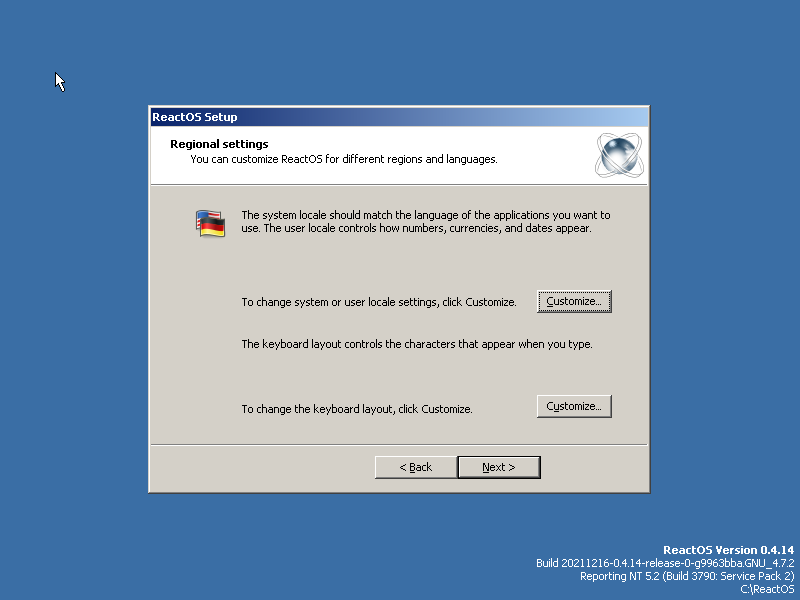 ReactOS Setup
Regional settings
You can customize ReactOS for different regions and languages.
The system locale should match the language of the applications you want to
use. The user locale controls how numbers, currencies, and dates appear.
To change system or user locale settings, click Customize.
Customize...
The keyboard layout controls the characters that appear when you type.
To change the keyboard layout, click Customize.
Customize...
< Back
Next >
ReactOS Version 0.4.14
Build 20211216-0.4.14-release-0-g9963bba.GNU_4.7.2
Reporting NT 5.2 (Build 3790: Service Pack 2)
C:\ReactOS